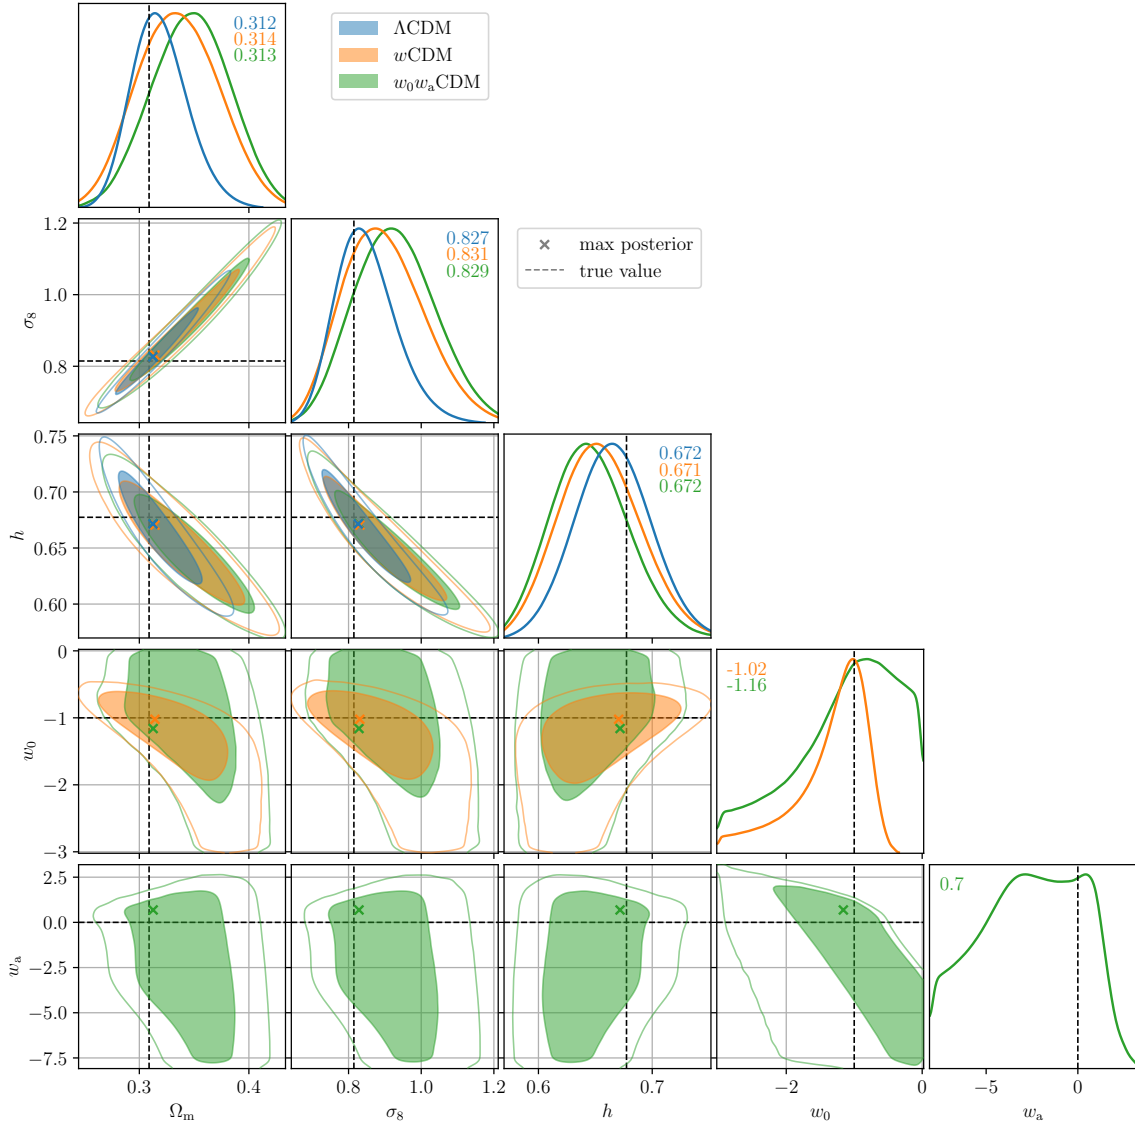 0.312
0.314
0.313
ΛCDM
wCDM
w₀wₐCDM
1.2
1.0
0.8
σ₈
0.827
0.831
0.829
max posterior
true value
0.75
0.70
0.65
0.60
h
0.672
0.671
0.672
0
−1
−2
−3
w₀
-1.02
-1.16
2.5
0.0
−2.5
−5.0
−7.5
wₐ
0.7
0.3 0.4 0.8 1.0 1.2 0.6 0.7 −2 0 −5 0
Ωₘ σ₈ h w₀ wₐ